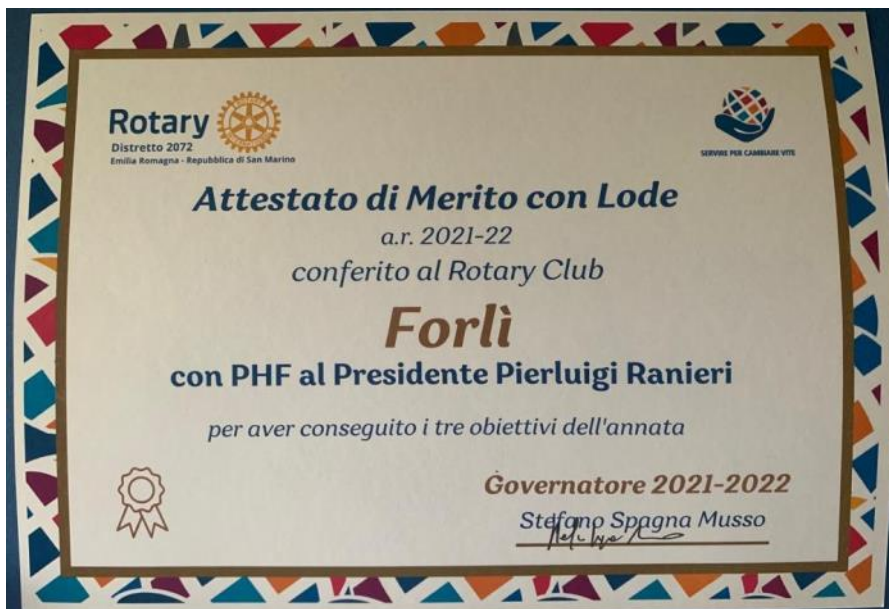 Rotary
Distretto 2072
Emilia Romagna - Repubblica di San Marino
SERVIRE PER CAMBIARE VITE
Attestato di Merito con Lode
a.r. 2021-22
conferito al Rotary Club
Forlì
con PHF al Presidente Pierluigi Ranieri
per aver conseguito i tre obiettivi dell'annata
Governatore 2021-2022
Stefano Spagna Musso